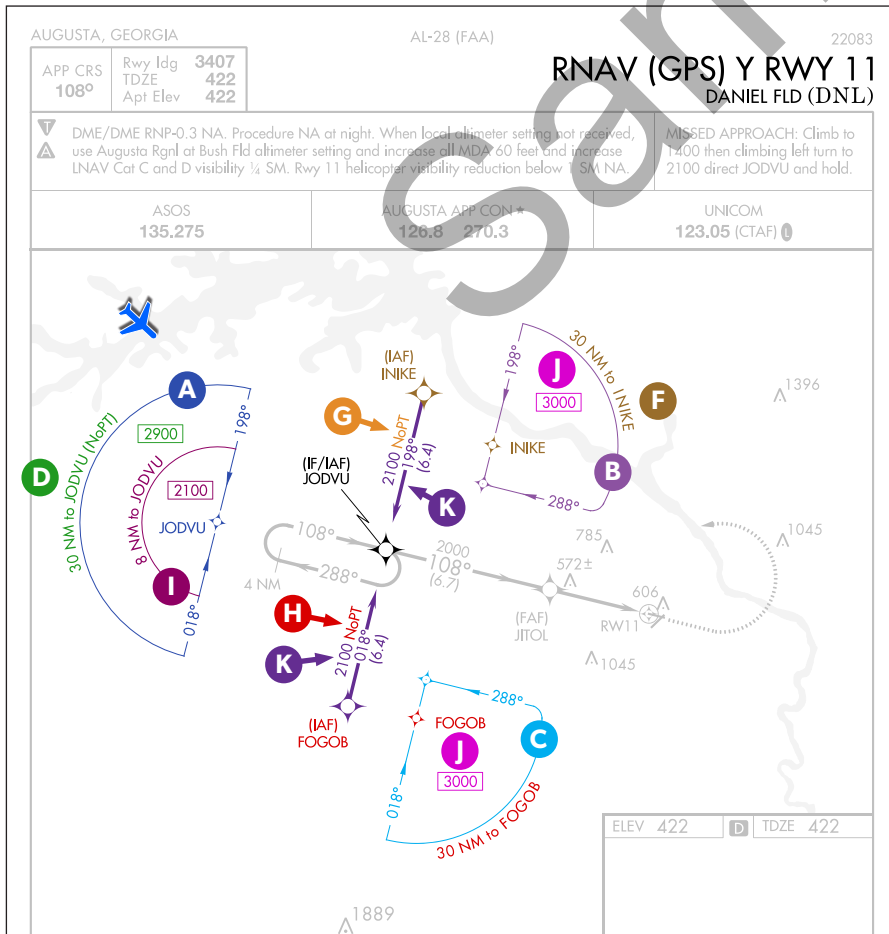 AUGUSTA, GEORGIA
AL-28 (FAA)
22083
APP CRS
108°
Rwy ldg 3407
TDZE 422
Apt Elev 422
RNAV (GPS) Y RWY 11
DANIEL FLD (DNL)
T
A
DME/DME RNP-0.3 NA. Procedure NA at night. When local altimeter setting not received,
use Augusta Rgnl at Bush Fld altimeter setting and increase all MDA 60 feet and increase
LNAV Cat C and D visibility ¼ SM. Rwy 11 helicopter visibility reduction below 1 SM NA.
MISSED APPROACH: Climb to
1400 then climbing left turn to
2100 direct JODVU and hold.
ASOS
135.275
AUGUSTA APP CON★
126.8 270.3
UNICOM
123.05 (CTAF) L
Sam
A
2900
198°
D
30 NM to JODVU (NoPT)
8 NM to JODVU
2100
JODVU
I
018°
(IAF)
INIKE
G
NoPT
2100 198°
(6.4)
K
(IF/IAF)
JODVU
J
3000
198°
30 NM to INIKE
F
INIKE
B
288°
1396
1045
785
572±
606
1045
108°
288°
4 NM
2000
108°
(6.7)
(FAF)
JITOL
RW11
H
NoPT
2100 018°
(6.4)
K
(IAF)
FOGOB
288°
FOGOB
J
3000
C
018°
30 NM to FOGOB
ELEV 422
D
TDZE 422
1889